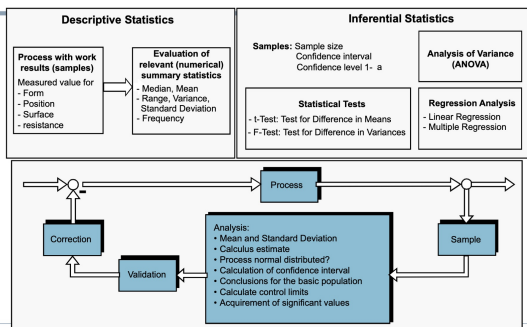 Descriptive Statistics
Process with work
results (samples)
Measured value for
- Form
- Position
- Surface
- resistance
Evaluation of
relevant (numerical)
summary statistics
- Median, Mean
- Range, Variance,
Standard Deviation
- Frequency
Inferential Statistics
Samples: Sample size
Confidence interval
Confidence level 1- a
Analysis of Variance
(ANOVA)
Statistical Tests
- t-Test: Test for Difference in Means
- F-Test: Test for Difference in Variances
Regression Analysis
- Linear Regression
- Multiple Regression
Process
Correction
Validation
Analysis:
• Mean and Standard Deviation
• Calculus estimate
• Process normal distributed?
• Calculation of confidence interval
• Conclusions for the basic population
• Calculate control limits
• Acquirement of significant values
Sample